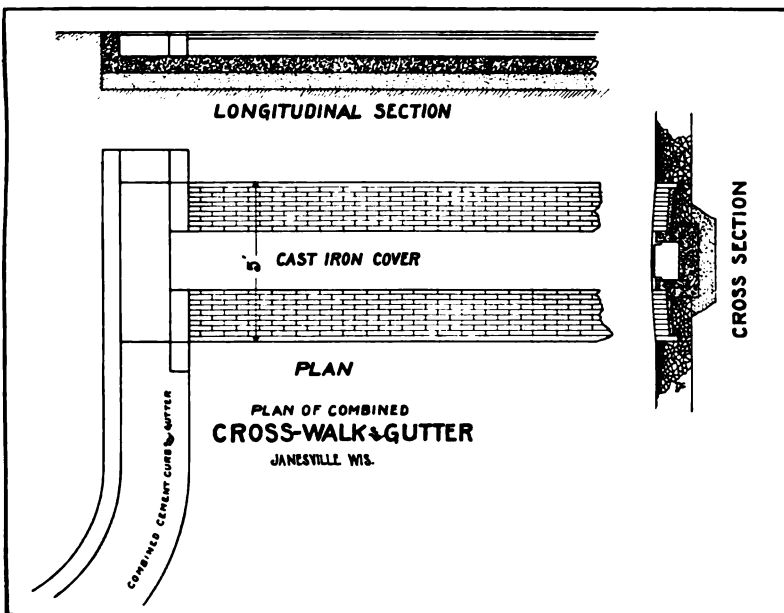 LONGITUDINAL SECTION
CROSS SECTION
5'
CAST IRON COVER
PLAN
PLAN OF COMBINED
CROSS-WALK & GUTTER
JANESVILLE WIS.
COMBINED CEMENT CURB & GUTTER